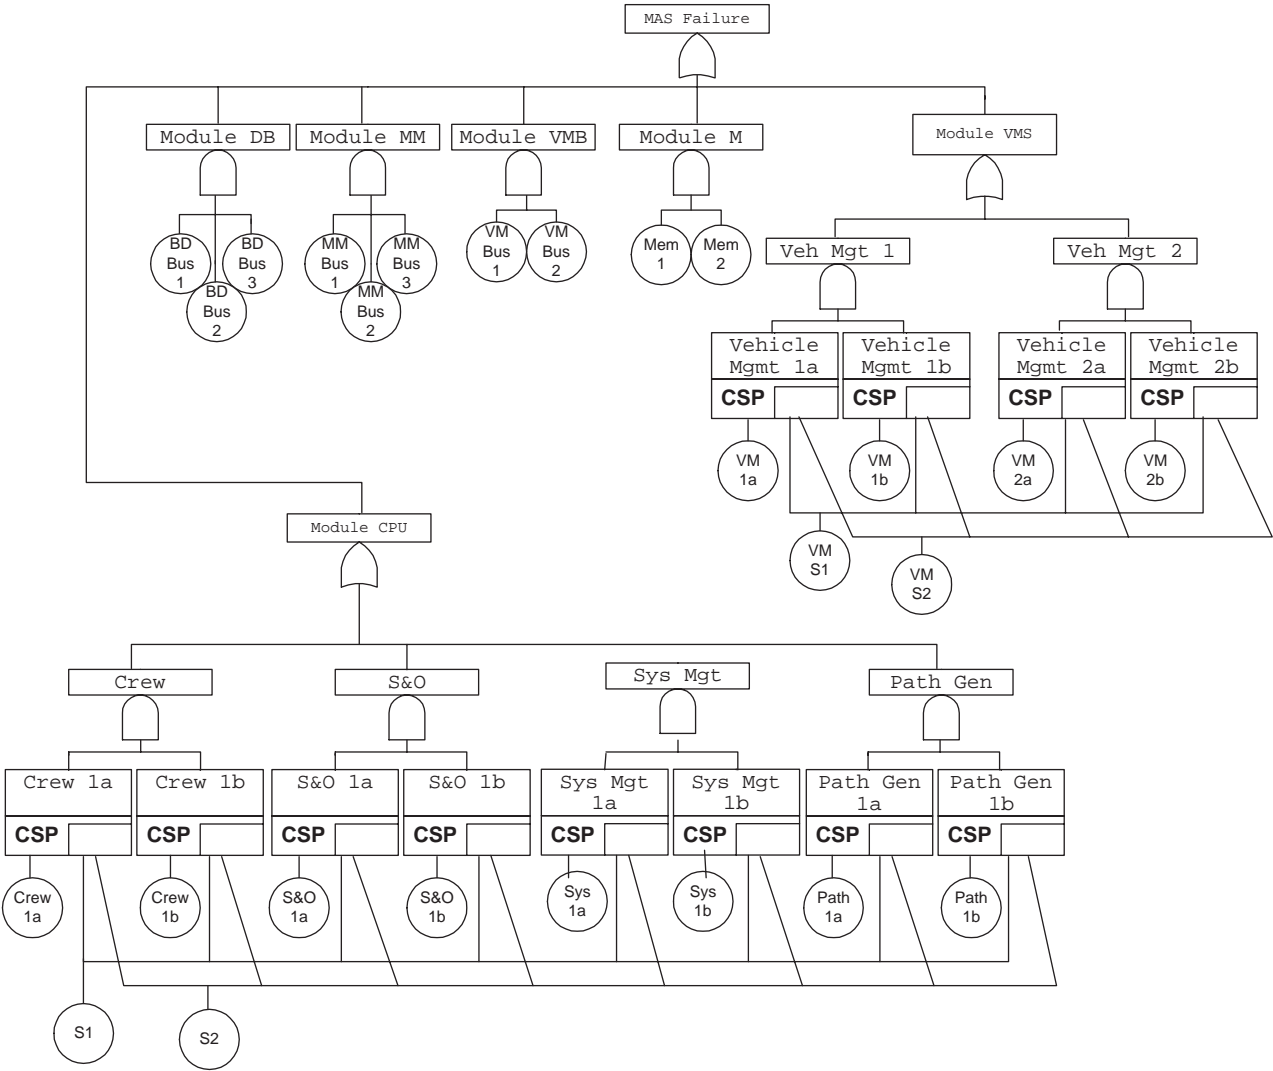 MAS Failure
Module DB
Module MM
Module VMB
Module M
Module VMS
BD
Bus
1
BD
Bus
2
BD
Bus
3
MM
Bus
1
MM
Bus
2
MM
Bus
3
VM
Bus
1
VM
Bus
2
Mem
1
Mem
2
Veh Mgt 1
Veh Mgt 2
Vehicle
Mgmt 1a
Vehicle
Mgmt 1b
Vehicle
Mgmt 2a
Vehicle
Mgmt 2b
CSP
CSP
CSP
CSP
VM
1a
VM
1b
VM
2a
VM
2b
VM
S1
VM
S2
Module CPU
Crew
S&O
Sys Mgt
Path Gen
Crew 1a
Crew 1b
S&O 1a
S&O 1b
Sys Mgt
1a
Sys Mgt
1b
Path Gen
1a
Path Gen
1b
CSP
CSP
CSP
CSP
CSP
CSP
CSP
CSP
Crew
1a
Crew
1b
S&O
1a
S&O
1b
Sys
1a
Sys
1b
Path
1a
Path
1b
S1
S2